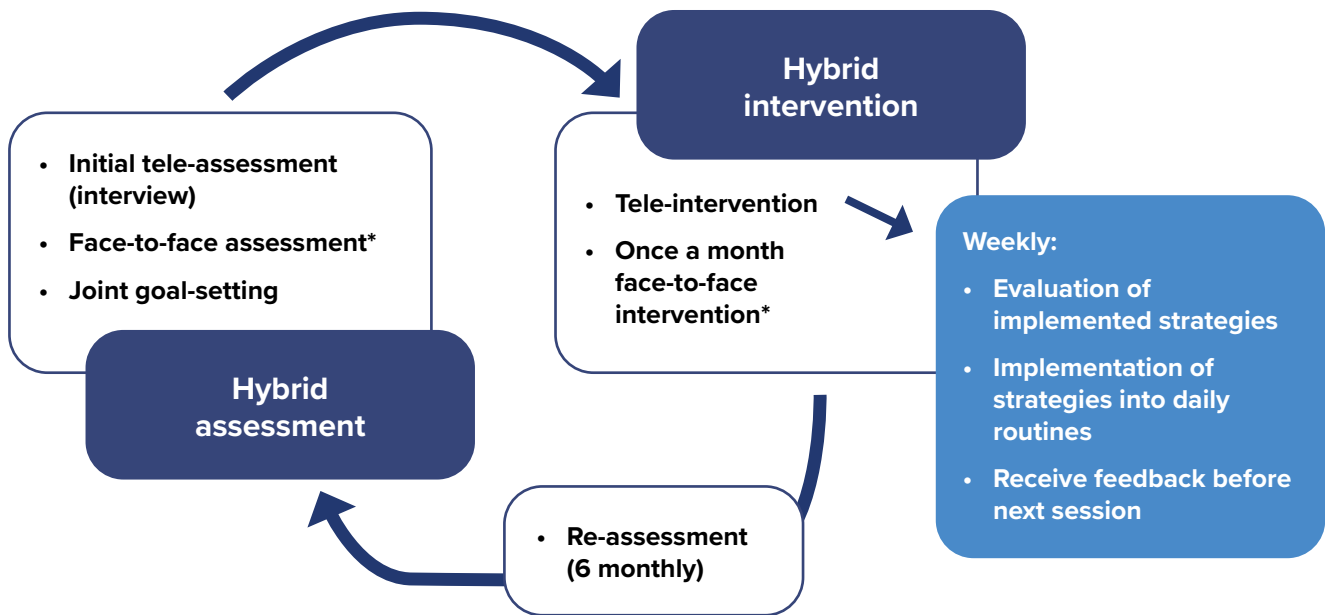 • Initial tele-assessment
(interview)
• Face-to-face assessment*
• Joint goal-setting
Hybrid
assessment
Hybrid
intervention
• Tele-intervention
• Once a month
face-to-face
intervention*
Weekly:
• Evaluation of
implemented strategies
• Implementation of
strategies into daily
routines
• Receive feedback before
next session
• Re-assessment
(6 monthly)